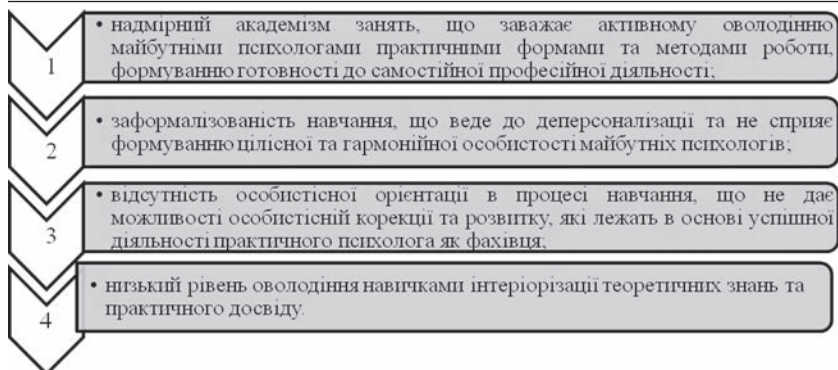 1
• надмірний академізм занять, що заважає активному оволодінню
майбутніми психологами практичними формами та методами роботи,
формуванню готовності до самостійної професійної діяльності;
2
• заформалізованість навчання, що веде до деперсоналізації та не сприяє
формуванню цілісної та гармонійної особистості майбутніх психологів;
3
• відсутність особистісної орієнтації в процесі навчання, що не дає
можливості особистісній корекції та розвитку, які лежать в основі успішної
діяльності практичного психолога як фахівця;
4
• низький рівень оволодіння навичками інтеріоризації теоретичних знань та
практичного досвіду.